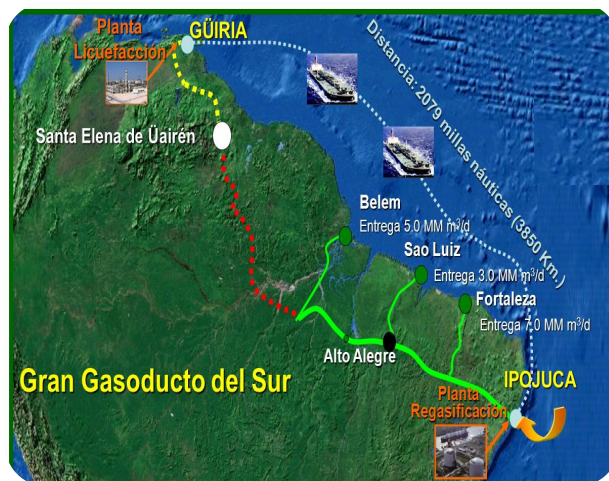 Planta
Licuefacción
GÜIRIA
Distancia: 2079 millas náuticas (3850 Km.)
Santa Elena de Üairén
Belem
Entrega 5.0 MM m³/d
Sao Luiz
Entrega 3.0 MM m³/d
Fortaleza
Entrega 7.0 MM m³/d
Alto Alegre
Gran Gasoducto del Sur
IPOJUCA
Planta
Regasificación